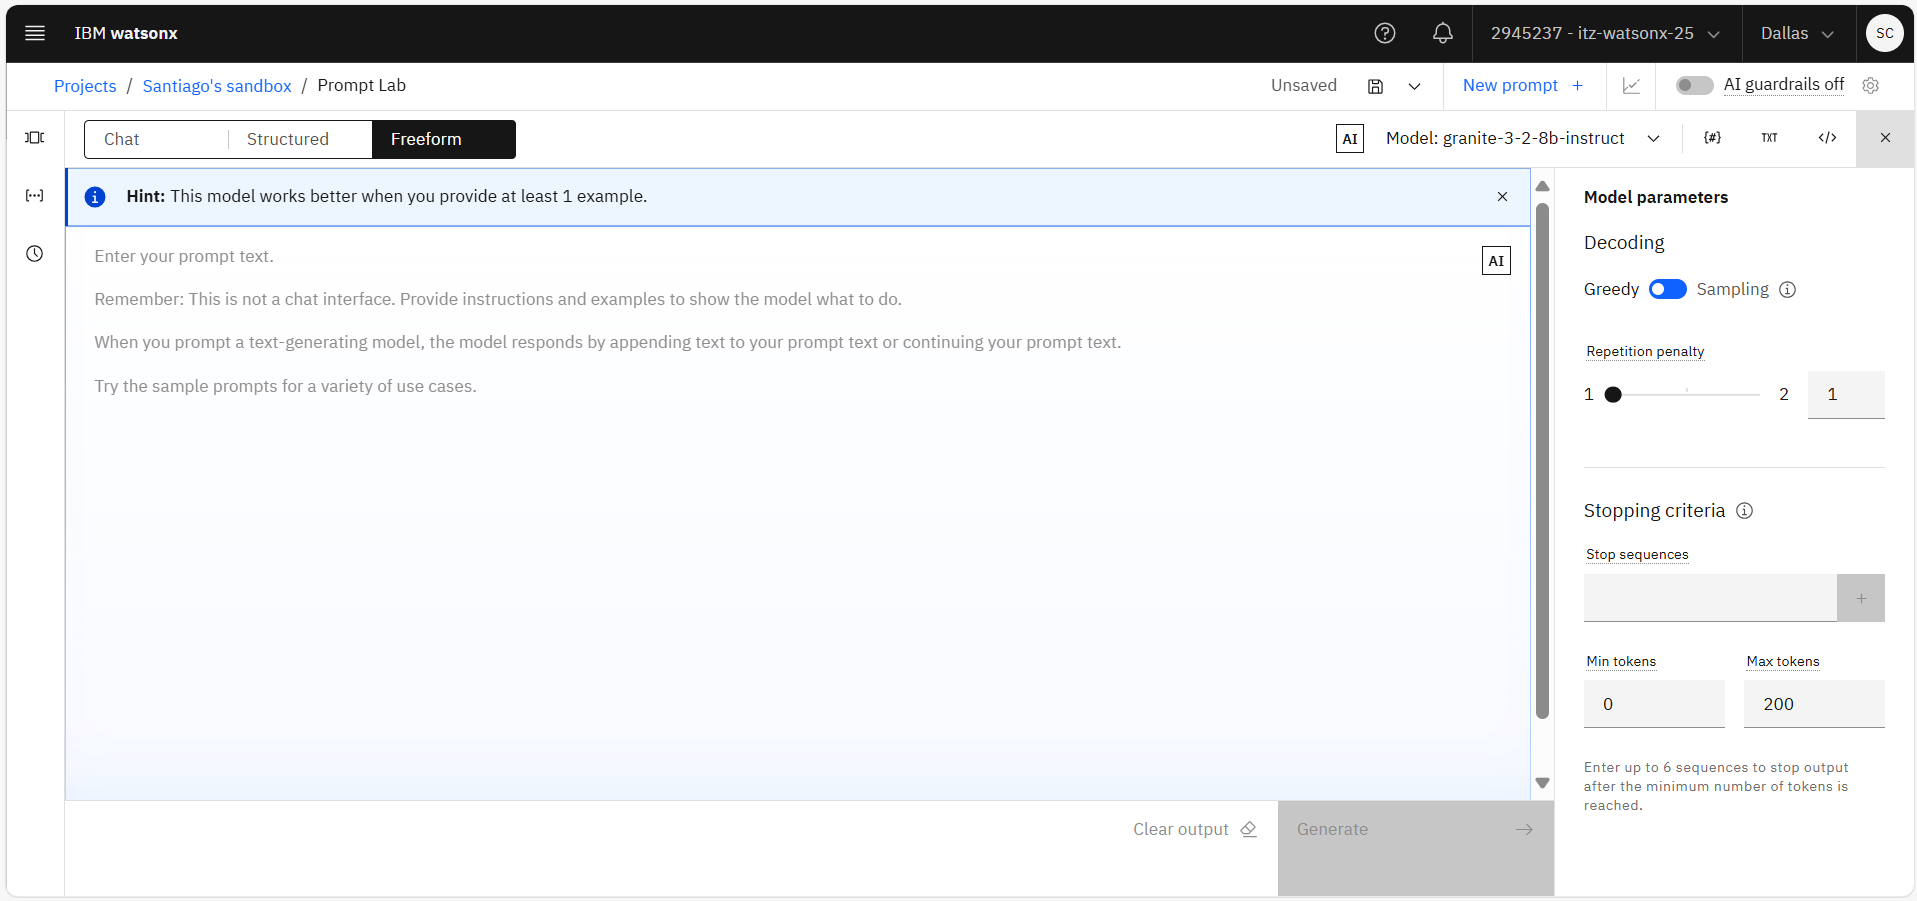 IBM watsonx
2945237 - itz-watsonx-25
Dallas
SC
Projects / Santiago's sandbox / Prompt Lab
Unsaved
New prompt +
AI guardrails off
Chat
Structured
Freeform
AI
Model: granite-3-2-8b-instruct
{#}
TXT
</>
Hint: This model works better when you provide at least 1 example.
Enter your prompt text.
AI
Remember: This is not a chat interface. Provide instructions and examples to show the model what to do.
When you prompt a text-generating model, the model responds by appending text to your prompt text or continuing your prompt text.
Try the sample prompts for a variety of use cases.
Clear output
Generate
Model parameters
Decoding
Greedy
Sampling
Repetition penalty
1
2
1
Stopping criteria
Stop sequences
+
Min tokens
Max tokens
0
200
Enter up to 6 sequences to stop output
after the minimum number of tokens is
reached.